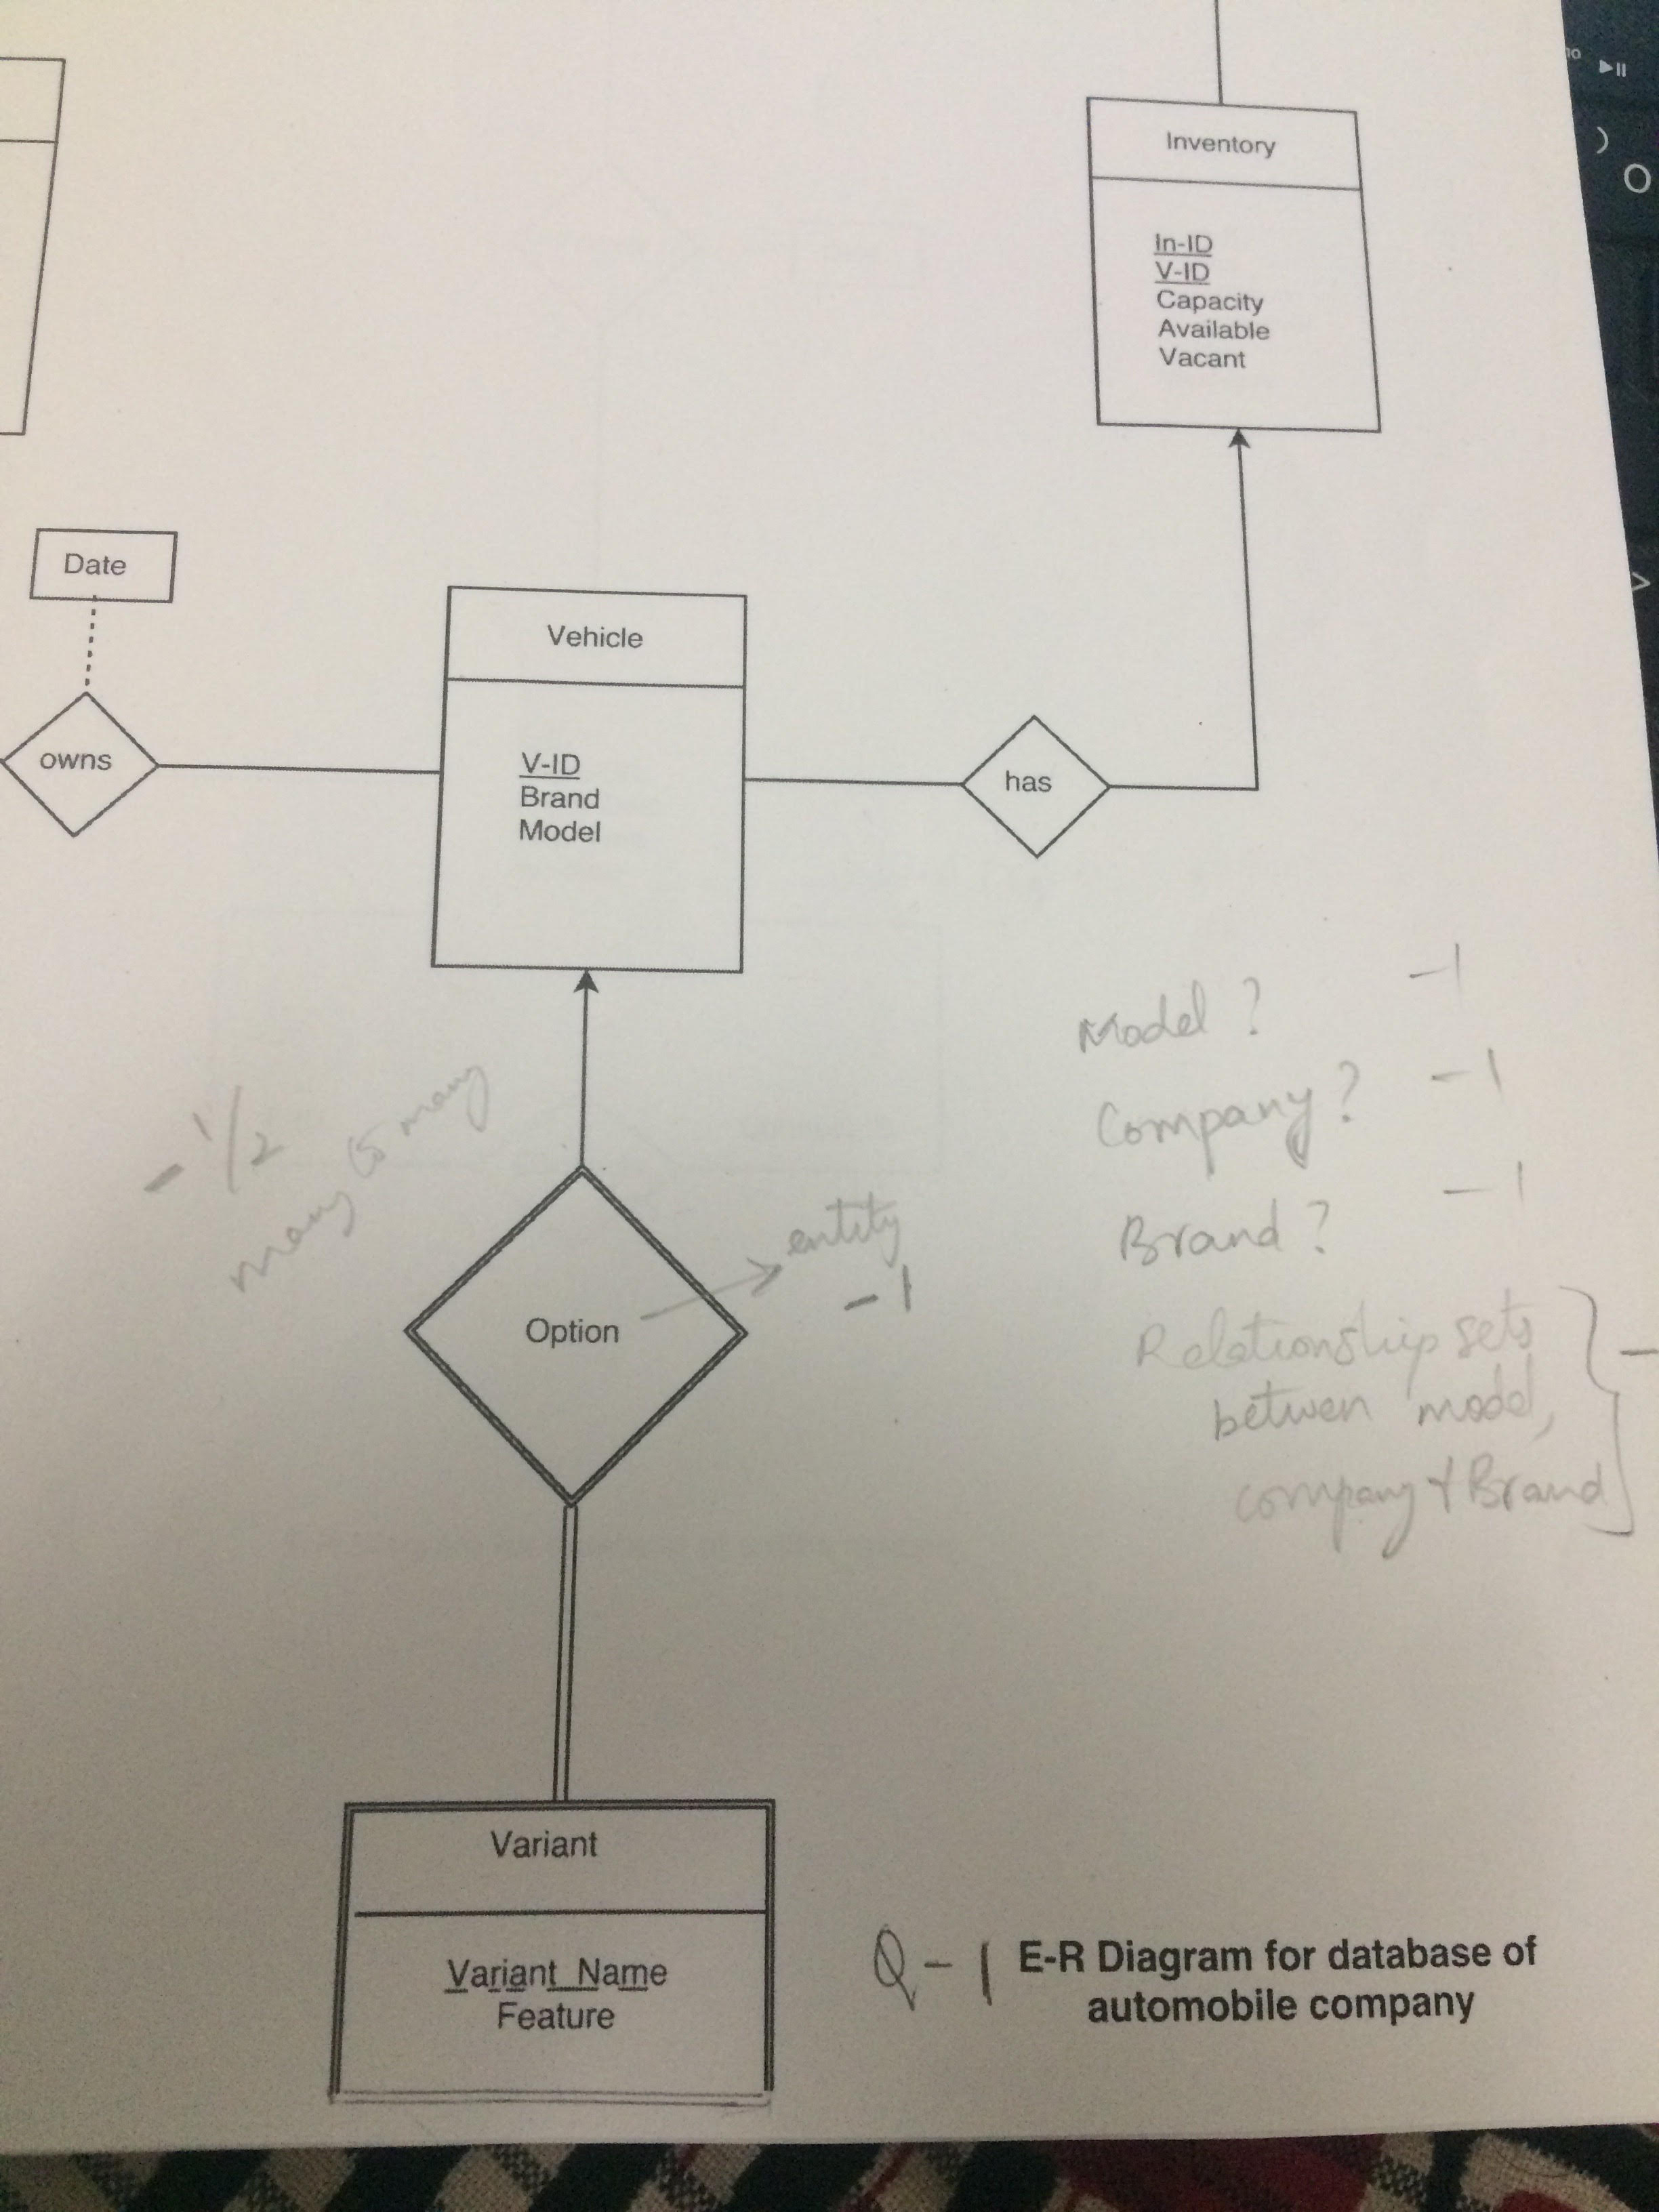 Inventory
In-ID
V-ID
Capacity
Available
Vacant
Date
owns
Vehicle
V-ID
Brand
Model
has
Model ? -1
Company ? -1
Brand ? -1
Relationship sets
between model,
company + Brand
-
- 1/2
many to many
entity
-1
Option
Variant
Variant_Name
Feature
Q-1 E-R Diagram for database of
automobile company